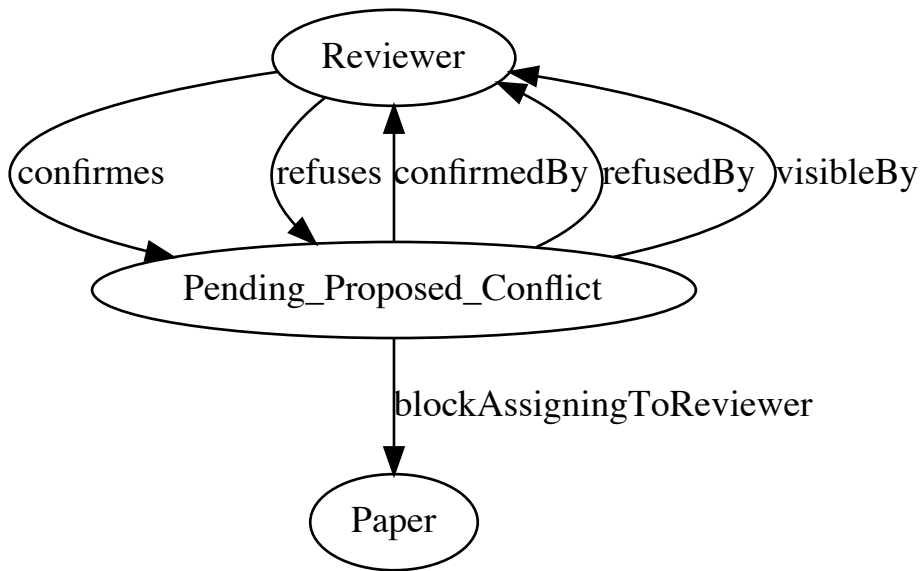 Reviewer
confirmes
refuses
confirmedBy
refusedBy
visibleBy
Pending_Proposed_Conflict
blockAssigningToReviewer
Paper